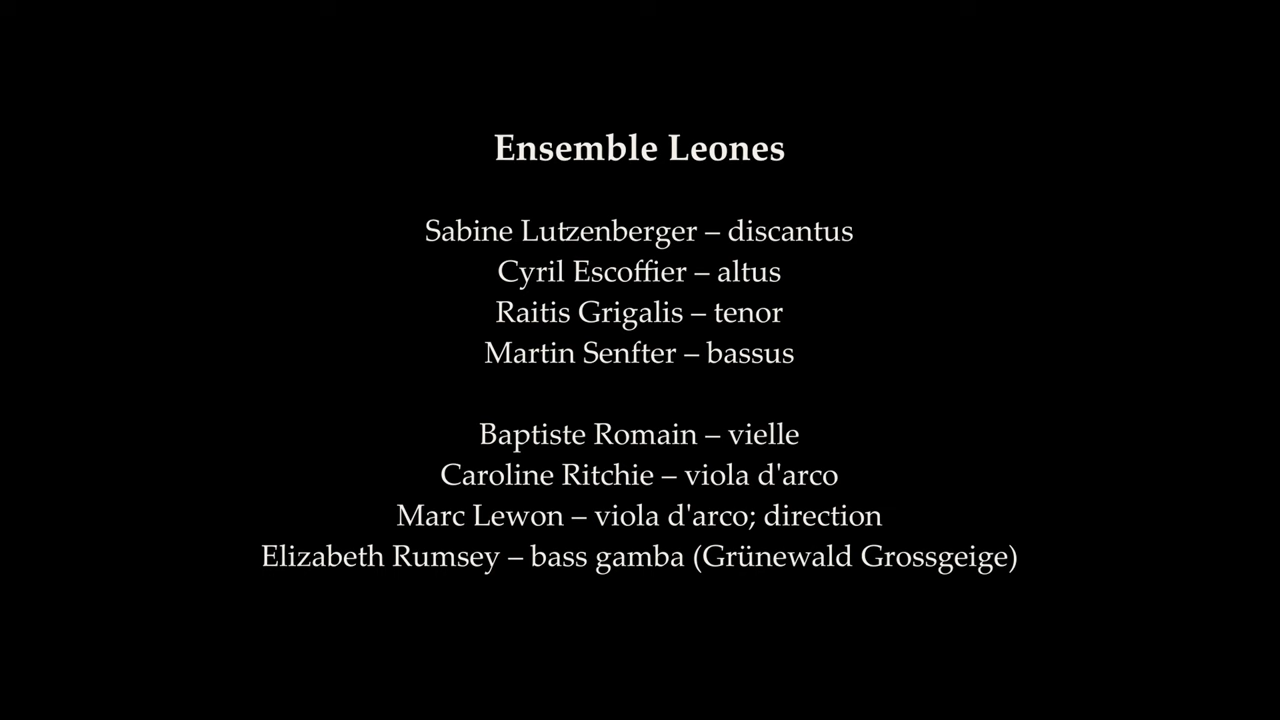 Ensemble Leones
Sabine Lutzenberger – discantus
Cyril Escoffier – altus
Raitis Grigalis – tenor
Martin Senfter – bassus
Baptiste Romain – vielle
Caroline Ritchie – viola d'arco
Marc Lewon – viola d'arco; direction
Elizabeth Rumsey – bass gamba (Grünewald Grossgeige)